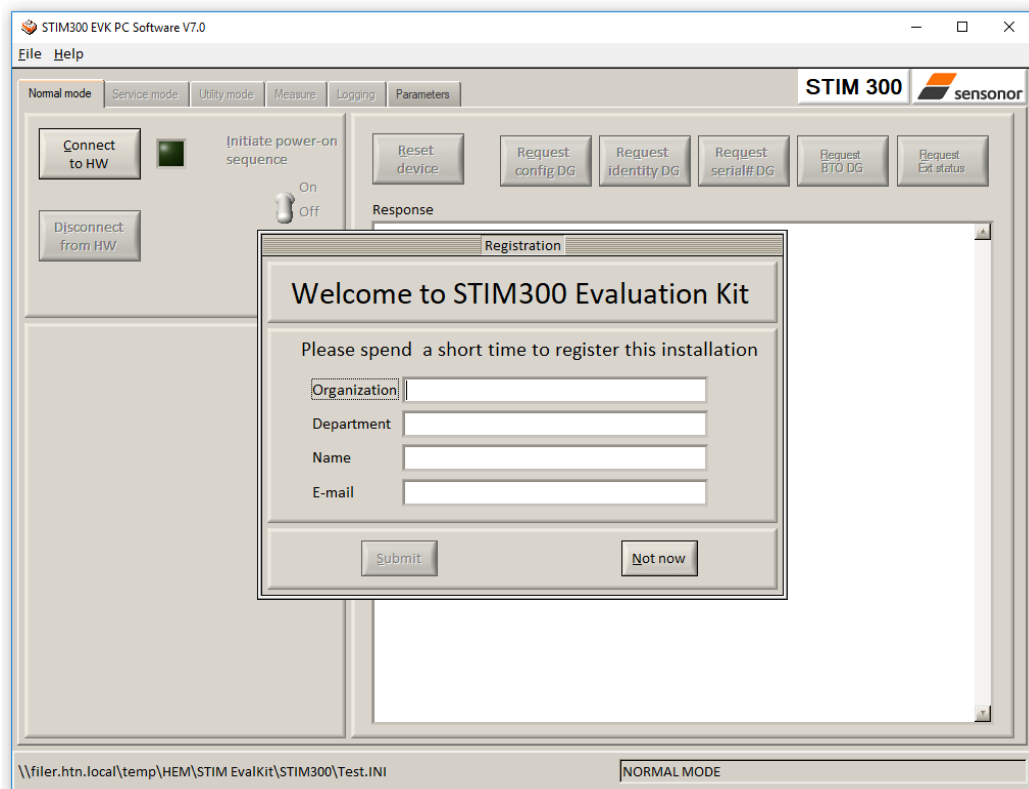 STIM300 EVK PC Software V7.0
File Help
Normal mode Service mode Utility mode Measure Logging Parameters
STIM 300 sensonor
Connect
to HW
Initiate power-on
sequence
On
Off
Disconnect
from HW
Reset
device
Request
config DG
Request
identity DG
Request
serial# DG
Request
BTO DG
Request
Ext status
Response
Registration
Welcome to STIM300 Evaluation Kit
Please spend a short time to register this installation
Organization
Department
Name
E-mail
Submit Not now
\\filer.htn.local\temp\HEM\STIM EvalKit\STIM300\Test.INI NORMAL MODE